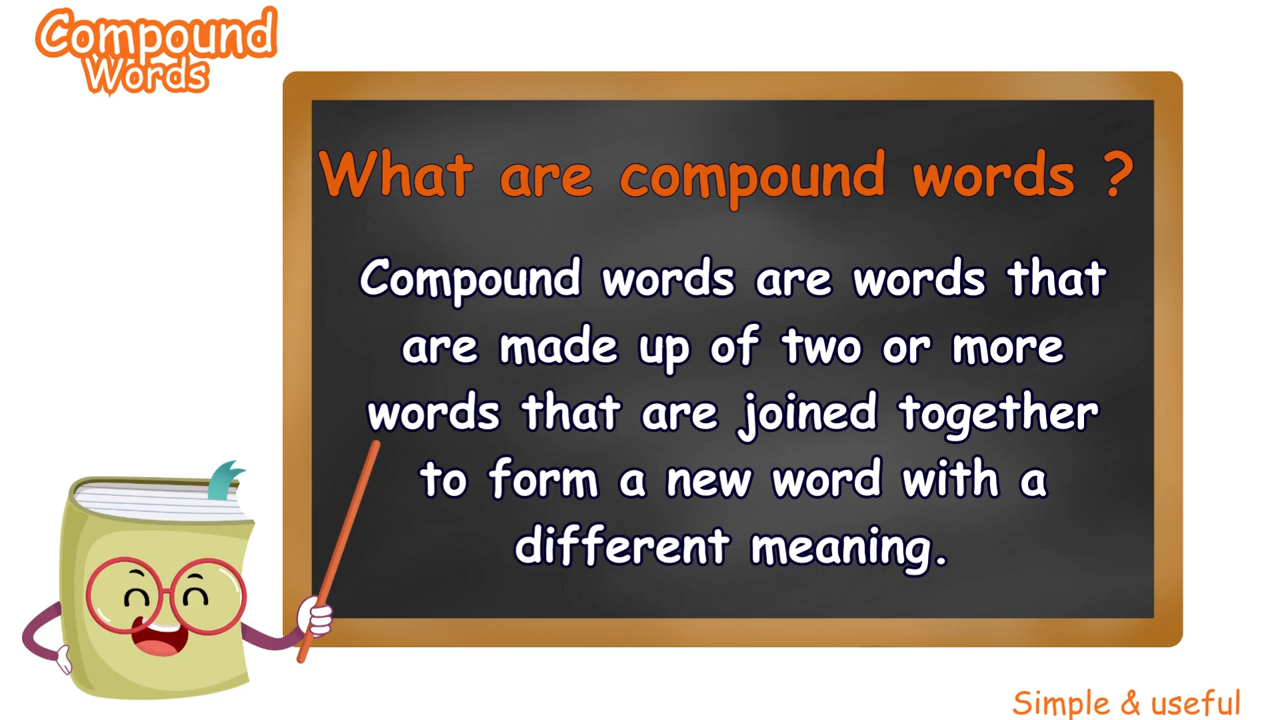 Compound
Words
What are compound words ?
Compound words are words that
are made up of two or more
words that are joined together
to form a new word with a
different meaning.
Simple & useful